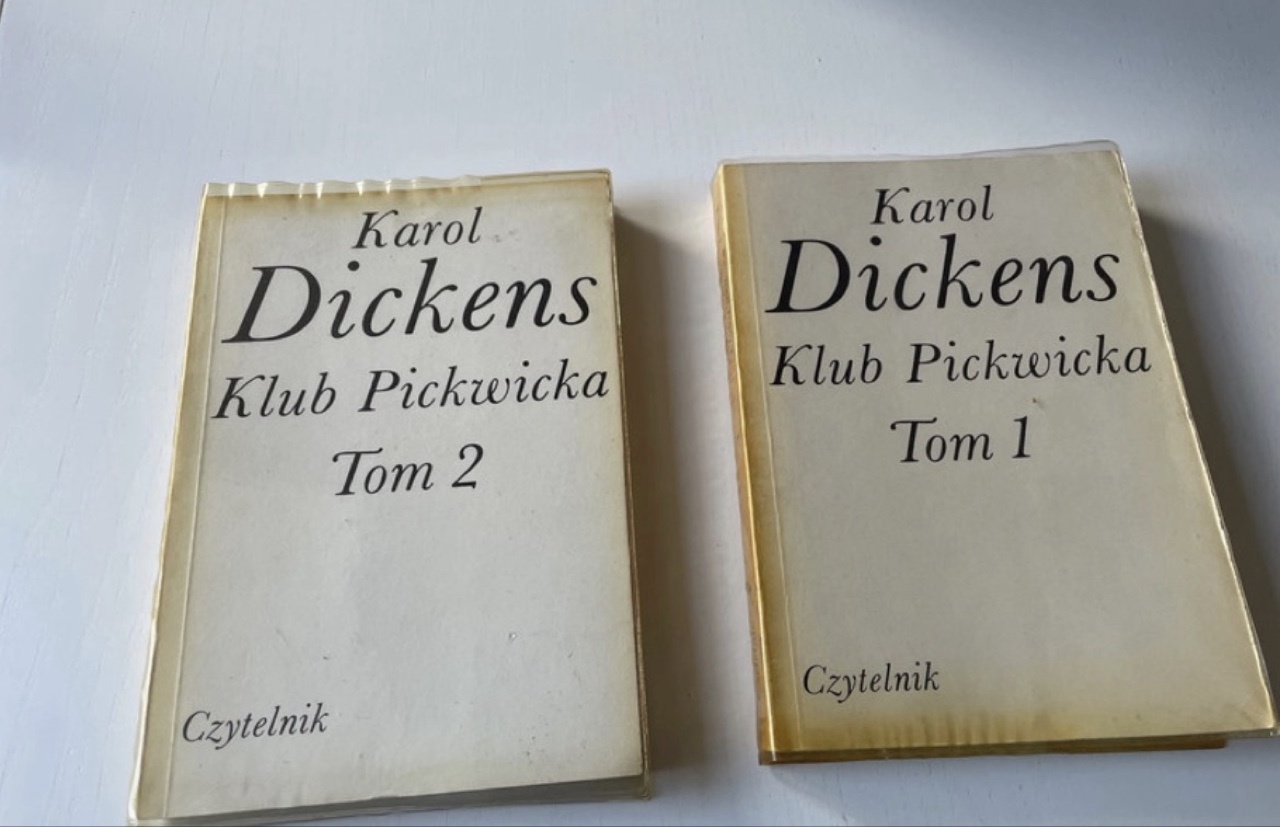 Karol
Dickens
Klub Pickwicka
Tom 2
Czytelnik
Karol
Dickens
Klub Pickwicka
Tom 1
Czytelnik